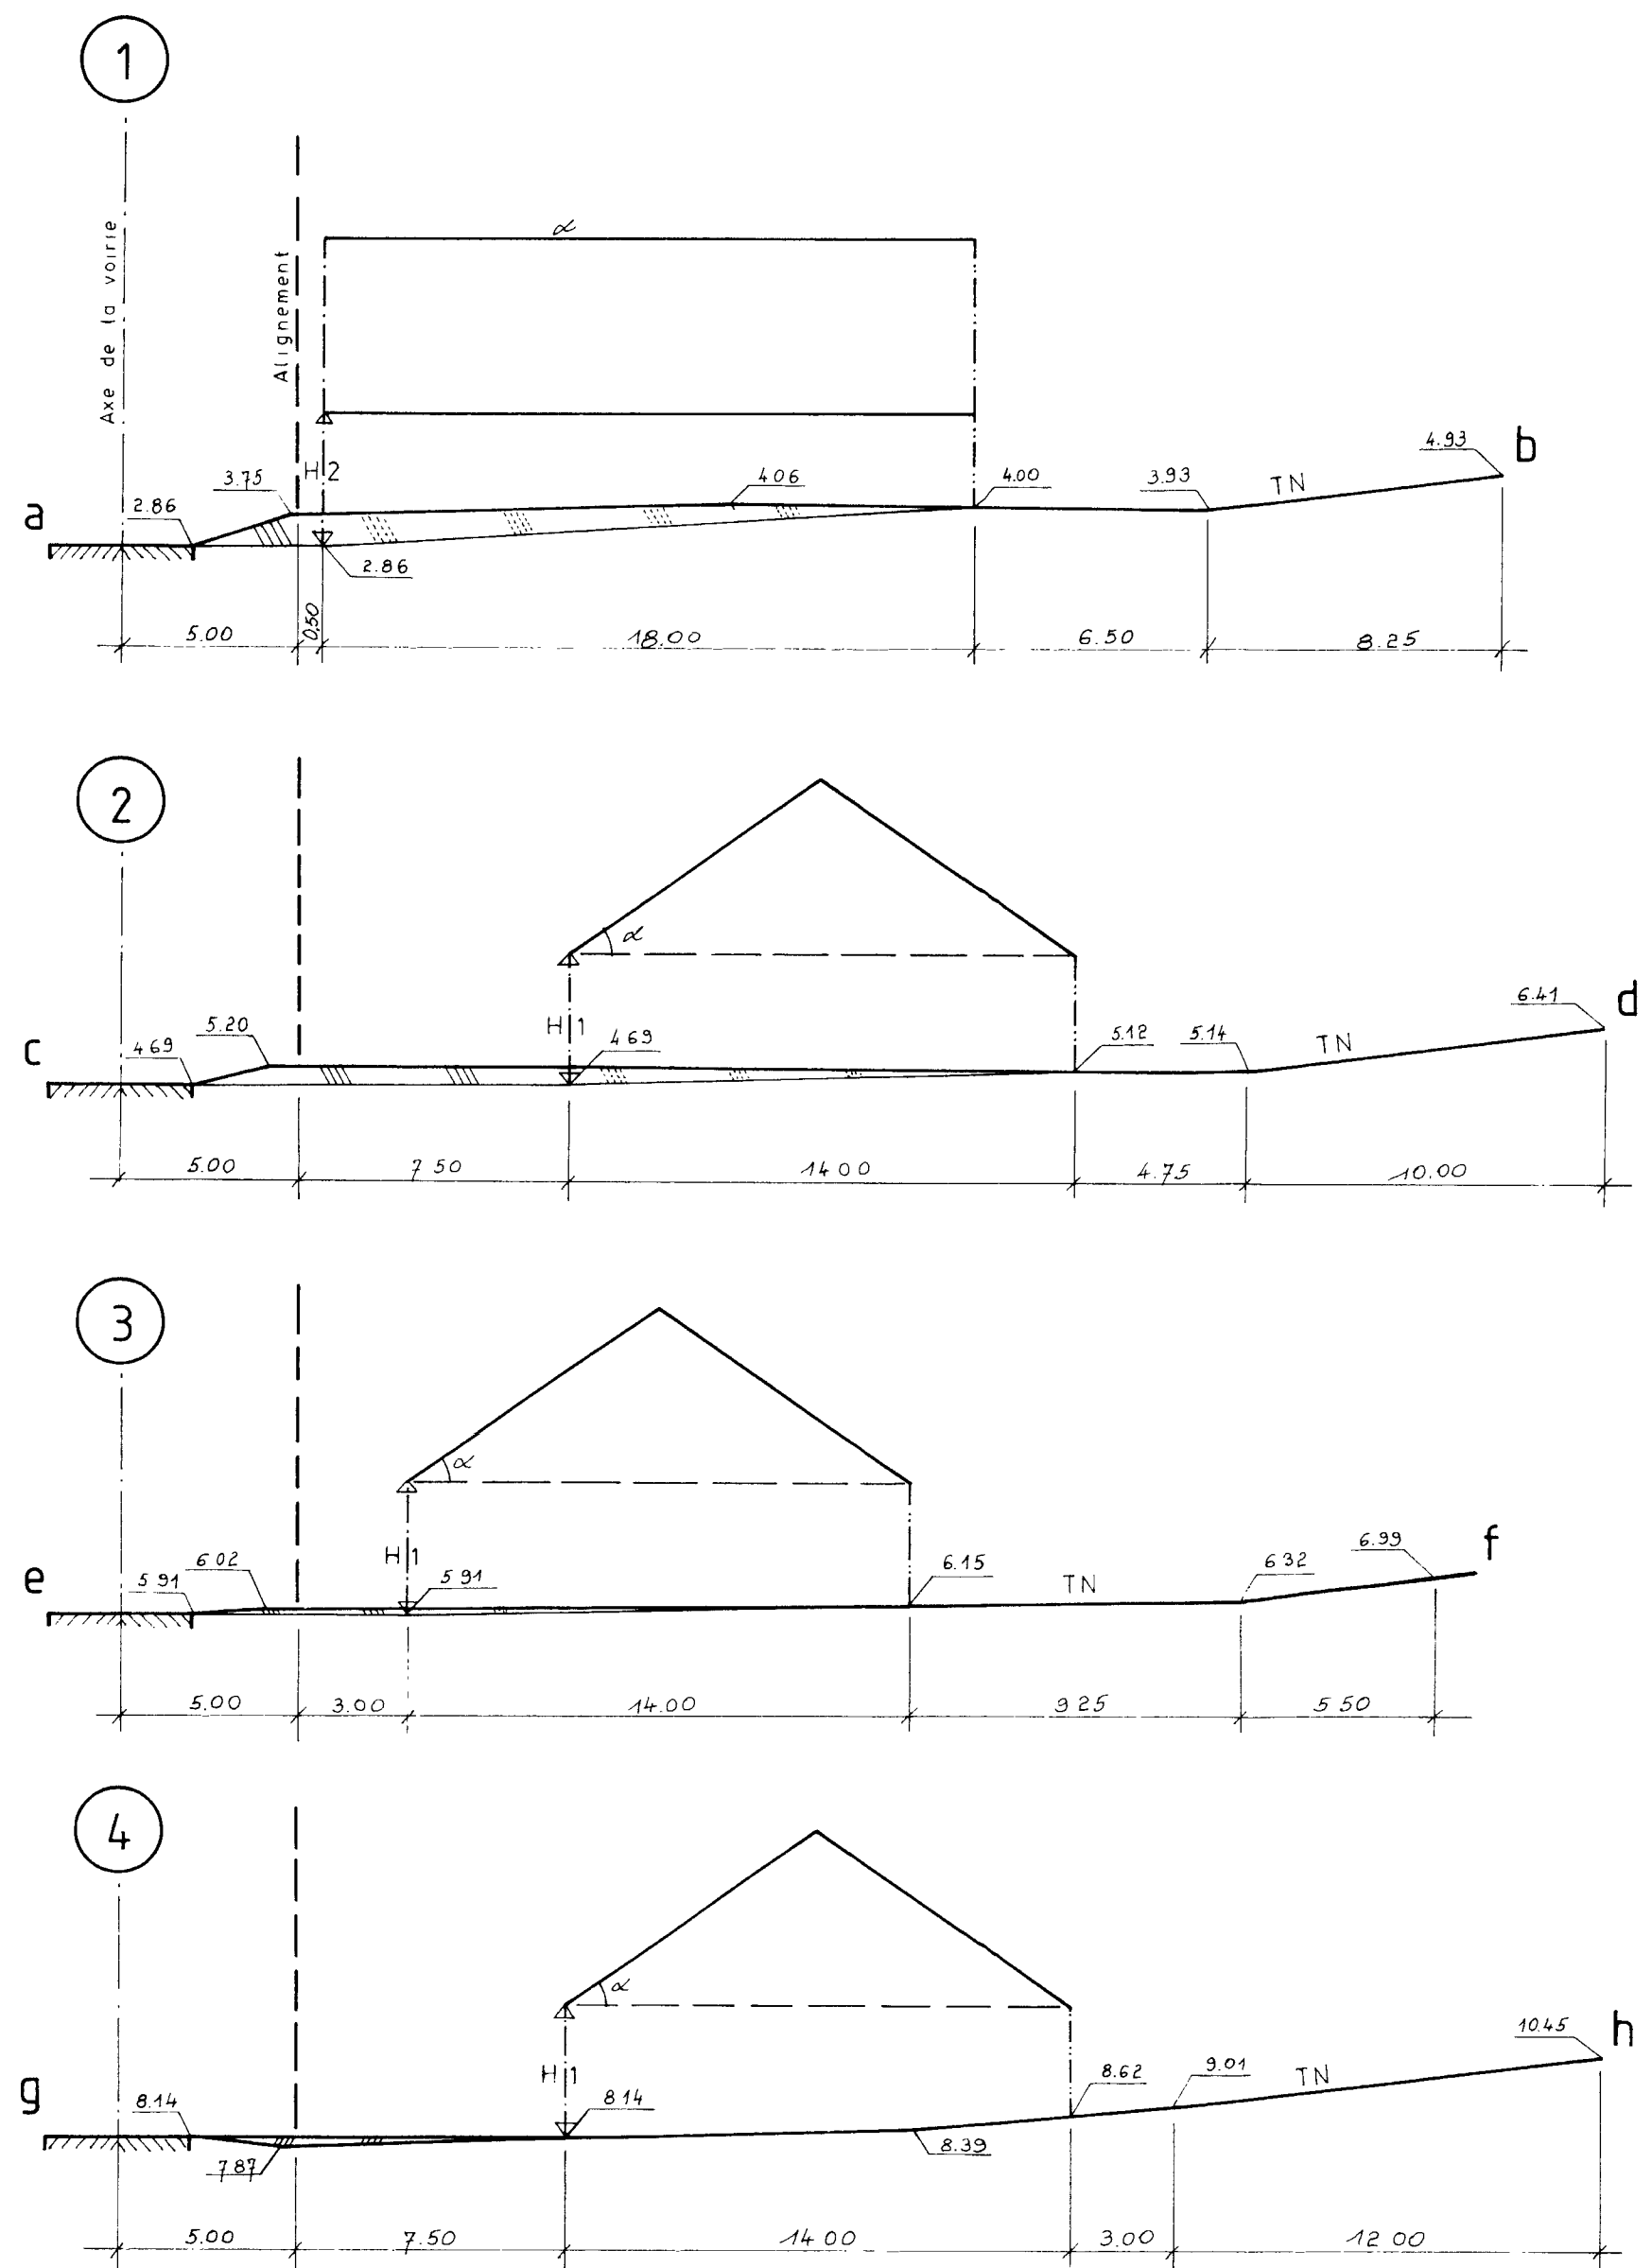 1
Axe de la voirie
Alignement
α
H2
a
2.86
3.75
2.86
4 06
4.00
3.93
TN
4.93
b
5.00
0,50
18.00
6.50
8.25
2
α
H1
c
4 69
5.20
4 69
5.12
5.14
TN
6.41
d
5.00
7 50
14 00
4.75
10.00
3
α
H1
e
5 91
6 02
5 91
6.15
TN
6 32
6.99
f
5.00
3.00
14.00
9 25
5 50
4
α
H1
g
8.14
7 87
8 14
8.39
8.62
9.01
TN
10.45
h
5.00
7.50
14 00
3.00
12 00